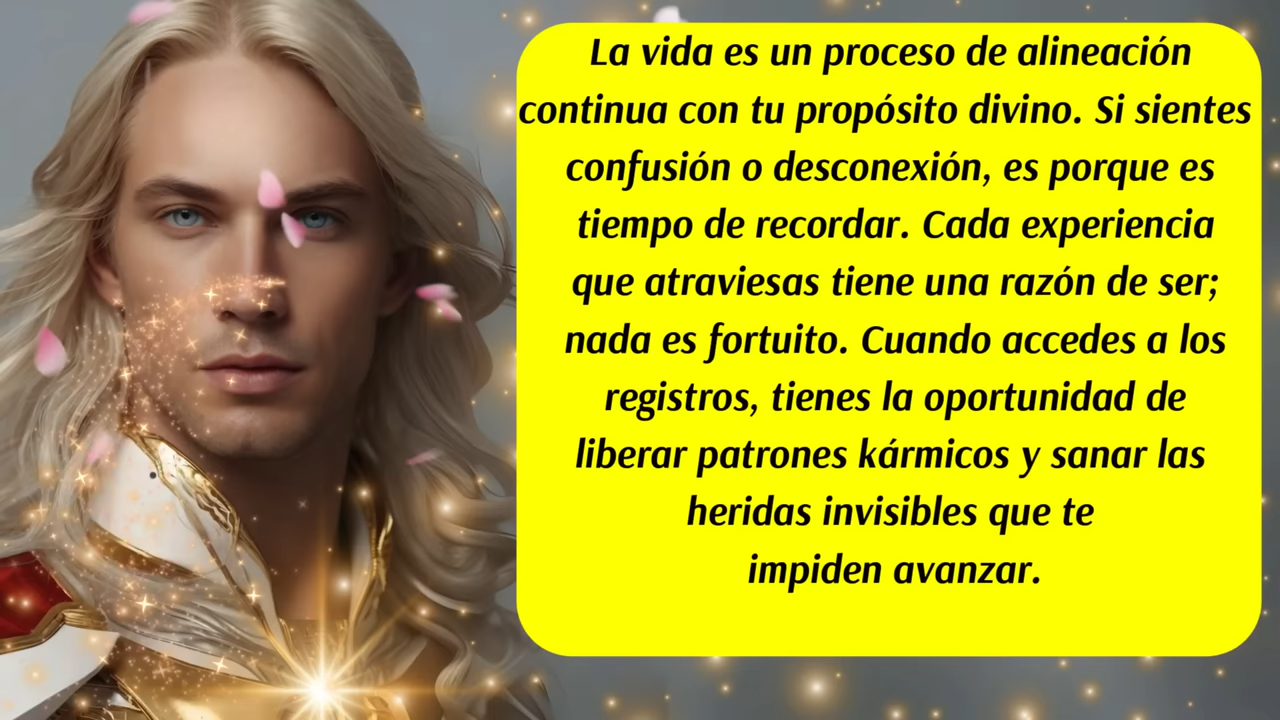 La vida es un proceso de alineación
continua con tu propósito divino. Si sientes
confusión o desconexión, es porque es
tiempo de recordar. Cada experiencia
que atraviesas tiene una razón de ser;
nada es fortuito. Cuando accedes a los
registros, tienes la oportunidad de
liberar patrones kármicos y sanar las
heridas invisibles que te
impiden avanzar.